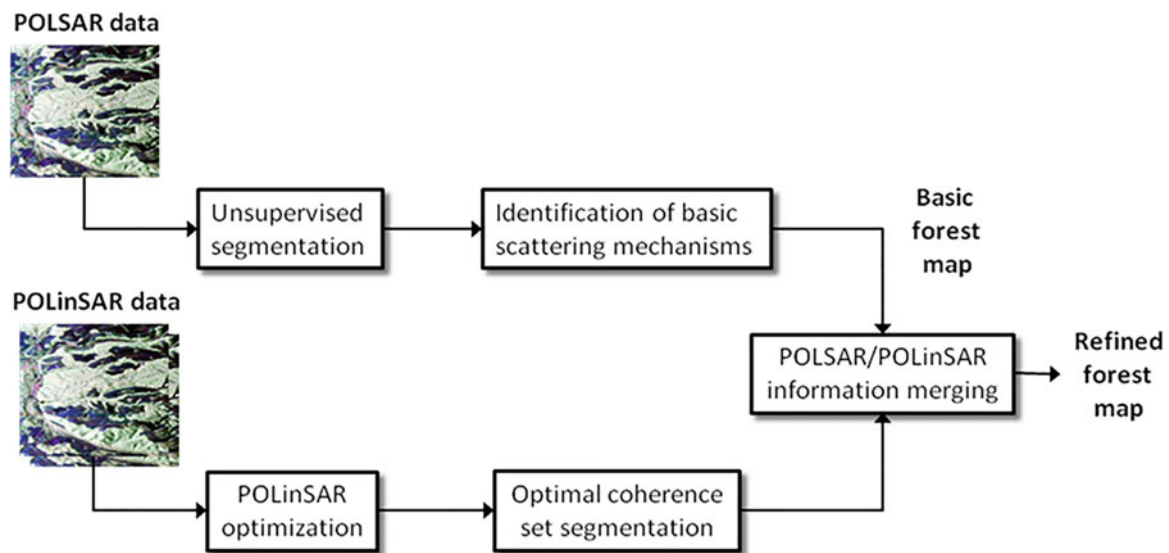 POLSAR data
Unsupervised
segmentation
Identification of basic
scattering mechanisms
Basic
forest
map
POLinSAR data
POLSAR/POLinSAR
information merging
Refined
forest
map
POLinSAR
optimization
Optimal coherence
set segmentation